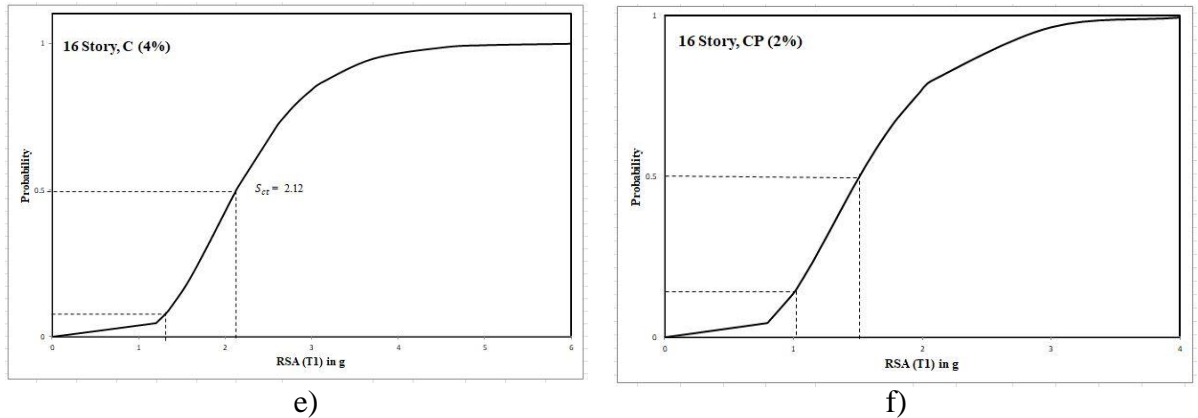 16 Story, C (4%)
1
0.5
0
Probability
S_CT = 2.12
0 1 2 3 4 5 6
RSA (T1) in g
e)
16 Story, CP (2%)
1
0.5
0
Probability
0 1 2 3 4
RSA (T1) in g
f)